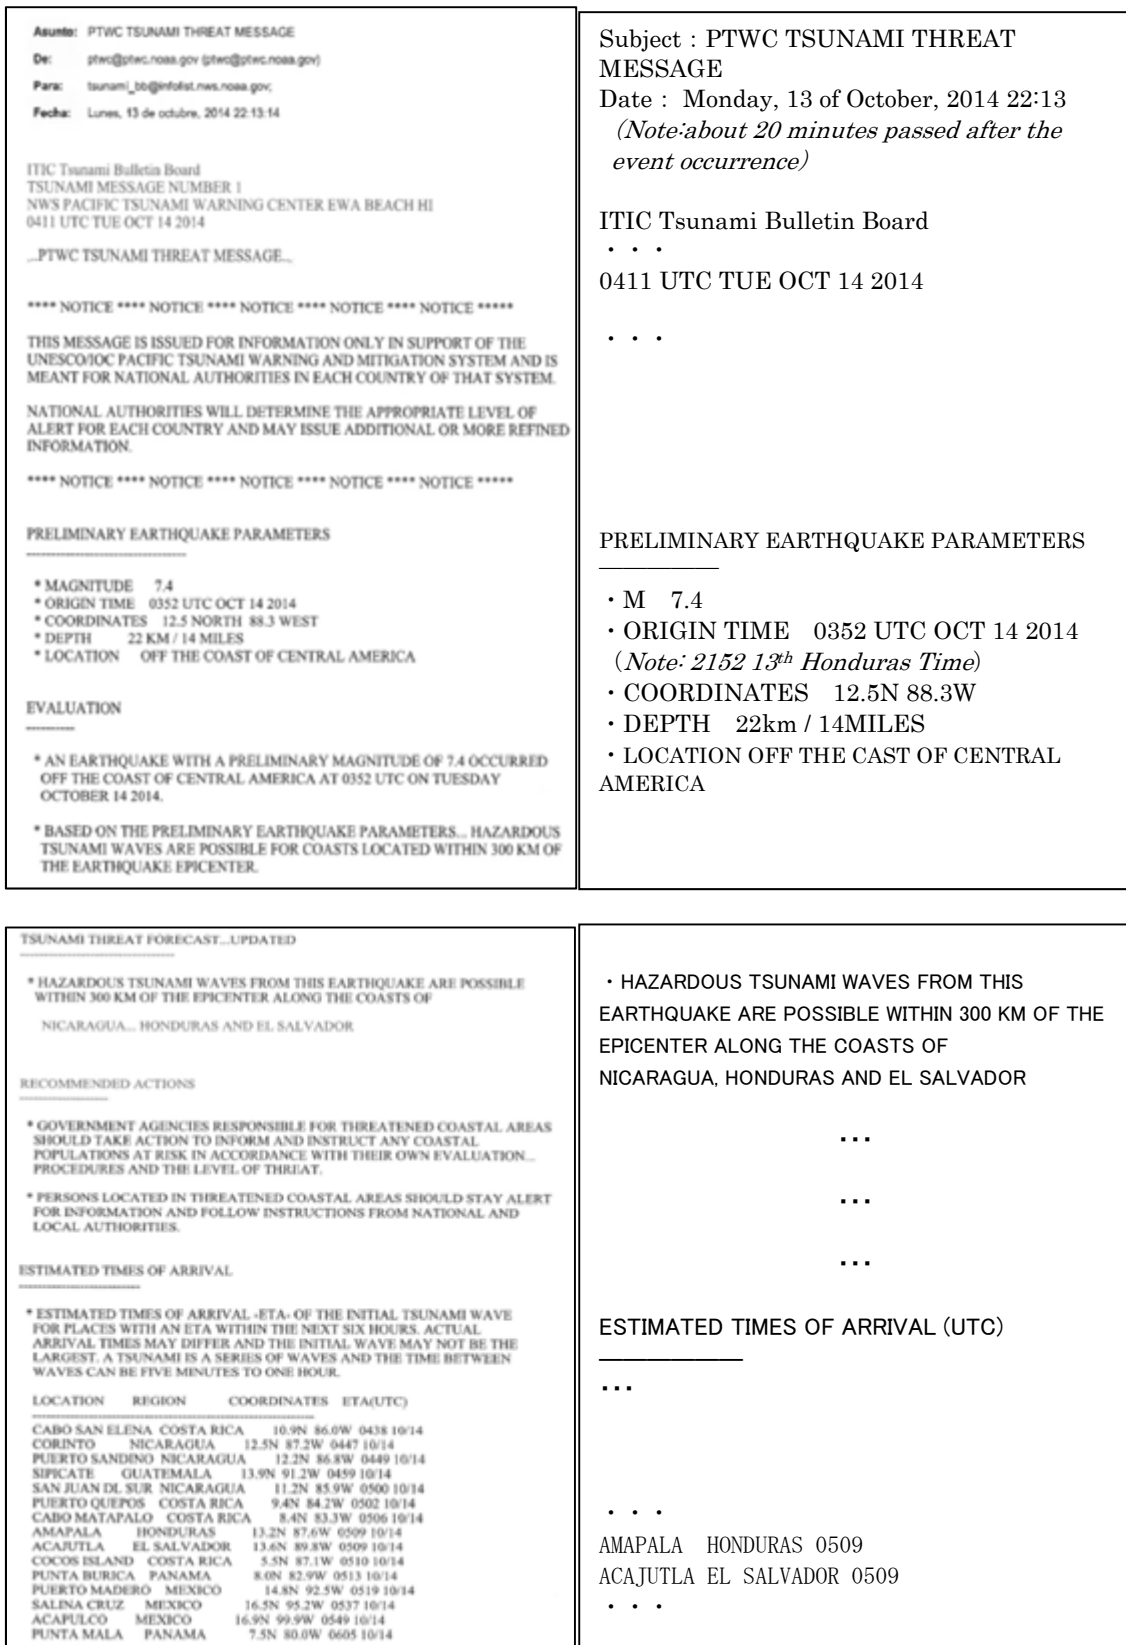 Asunto: PTWC TSUNAMI THREAT MESSAGE
De: ptwc@ptwc.noaa.gov (ptwc@ptwc.noaa.gov)
Para: tsunami_bb@infolist.nws.noaa.gov;
Fecha: Lunes, 13 de octubre, 2014 22:13:14
ITIC Tsunami Bulletin Board
TSUNAMI MESSAGE NUMBER 1
NWS PACIFIC TSUNAMI WARNING CENTER EWA BEACH HI
0411 UTC TUE OCT 14 2014
...PTWC TSUNAMI THREAT MESSAGE...
**** NOTICE **** NOTICE **** NOTICE **** NOTICE **** NOTICE *****
THIS MESSAGE IS ISSUED FOR INFORMATION ONLY IN SUPPORT OF THE
UNESCO/IOC PACIFIC TSUNAMI WARNING AND MITIGATION SYSTEM AND IS
MEANT FOR NATIONAL AUTHORITIES IN EACH COUNTRY OF THAT SYSTEM.
NATIONAL AUTHORITIES WILL DETERMINE THE APPROPRIATE LEVEL OF
ALERT FOR EACH COUNTRY AND MAY ISSUE ADDITIONAL OR MORE REFINED
INFORMATION.
**** NOTICE **** NOTICE **** NOTICE **** NOTICE **** NOTICE *****
PRELIMINARY EARTHQUAKE PARAMETERS
---------------------------------
* MAGNITUDE 7.4
* ORIGIN TIME 0352 UTC OCT 14 2014
* COORDINATES 12.5 NORTH 88.3 WEST
* DEPTH 22 KM / 14 MILES
* LOCATION OFF THE COAST OF CENTRAL AMERICA
EVALUATION
----------
* AN EARTHQUAKE WITH A PRELIMINARY MAGNITUDE OF 7.4 OCCURRED
OFF THE COAST OF CENTRAL AMERICA AT 0352 UTC ON TUESDAY
OCTOBER 14 2014.
* BASED ON THE PRELIMINARY EARTHQUAKE PARAMETERS... HAZARDOUS
TSUNAMI WAVES ARE POSSIBLE FOR COASTS LOCATED WITHIN 300 KM OF
THE EARTHQUAKE EPICENTER.
Subject : PTWC TSUNAMI THREAT
MESSAGE
Date : Monday, 13 of October, 2014 22:13
(Note:about 20 minutes passed after the
event occurrence)
ITIC Tsunami Bulletin Board
・・・
0411 UTC TUE OCT 14 2014
・・・
PRELIMINARY EARTHQUAKE PARAMETERS
――――――
・M 7.4
・ORIGIN TIME 0352 UTC OCT 14 2014
(Note: 2152 13th Honduras Time)
・COORDINATES 12.5N 88.3W
・DEPTH 22km / 14MILES
・LOCATION OFF THE CAST OF CENTRAL
AMERICA
TSUNAMI THREAT FORECAST...UPDATED
---------------------------------
* HAZARDOUS TSUNAMI WAVES FROM THIS EARTHQUAKE ARE POSSIBLE
WITHIN 300 KM OF THE EPICENTER ALONG THE COASTS OF
NICARAGUA... HONDURAS AND EL SALVADOR
RECOMMENDED ACTIONS
-------------------
* GOVERNMENT AGENCIES RESPONSIBLE FOR THREATENED COASTAL AREAS
SHOULD TAKE ACTION TO INFORM AND INSTRUCT ANY COASTAL
POPULATIONS AT RISK IN ACCORDANCE WITH THEIR OWN EVALUATION...
PROCEDURES AND THE LEVEL OF THREAT.
* PERSONS LOCATED IN THREATENED COASTAL AREAS SHOULD STAY ALERT
FOR INFORMATION AND FOLLOW INSTRUCTIONS FROM NATIONAL AND
LOCAL AUTHORITIES.
ESTIMATED TIMES OF ARRIVAL
--------------------------
* ESTIMATED TIMES OF ARRIVAL -ETA- OF THE INITIAL TSUNAMI WAVE
FOR PLACES WITH AN ETA WITHIN THE NEXT SIX HOURS. ACTUAL
ARRIVAL TIMES MAY DIFFER AND THE INITIAL WAVE MAY NOT BE THE
LARGEST. A TSUNAMI IS A SERIES OF WAVES AND THE TIME BETWEEN
WAVES CAN BE FIVE MINUTES TO ONE HOUR.
LOCATION REGION COORDINATES ETA(UTC)
------------------------------------------------------------
CABO SAN ELENA COSTA RICA 10.9N 86.0W 0438 10/14
CORINTO NICARAGUA 12.5N 87.2W 0447 10/14
PUERTO SANDINO NICARAGUA 12.2N 86.8W 0449 10/14
SIPICATE GUATEMALA 13.9N 91.2W 0459 10/14
SAN JUAN DL SUR NICARAGUA 11.2N 85.9W 0500 10/14
PUERTO QUEPOS COSTA RICA 9.4N 84.2W 0502 10/14
CABO MATAPALO COSTA RICA 8.4N 83.3W 0506 10/14
AMAPALA HONDURAS 13.2N 87.6W 0509 10/14
ACAJUTLA EL SALVADOR 13.6N 89.8W 0509 10/14
COCOS ISLAND COSTA RICA 5.5N 87.1W 0510 10/14
PUNTA BURICA PANAMA 8.0N 82.9W 0513 10/14
PUERTO MADERO MEXICO 14.8N 92.5W 0519 10/14
SALINA CRUZ MEXICO 16.5N 95.2W 0537 10/14
ACAPULCO MEXICO 16.9N 99.9W 0549 10/14
PUNTA MALA PANAMA 7.5N 80.0W 0605 10/14
・HAZARDOUS TSUNAMI WAVES FROM THIS
EARTHQUAKE ARE POSSIBLE WITHIN 300 KM OF THE
EPICENTER ALONG THE COASTS OF
NICARAGUA, HONDURAS AND EL SALVADOR
...
...
...
ESTIMATED TIMES OF ARRIVAL (UTC)
――――――
...
・・・
AMAPALA HONDURAS 0509
ACAJUTLA EL SALVADOR 0509
・・・